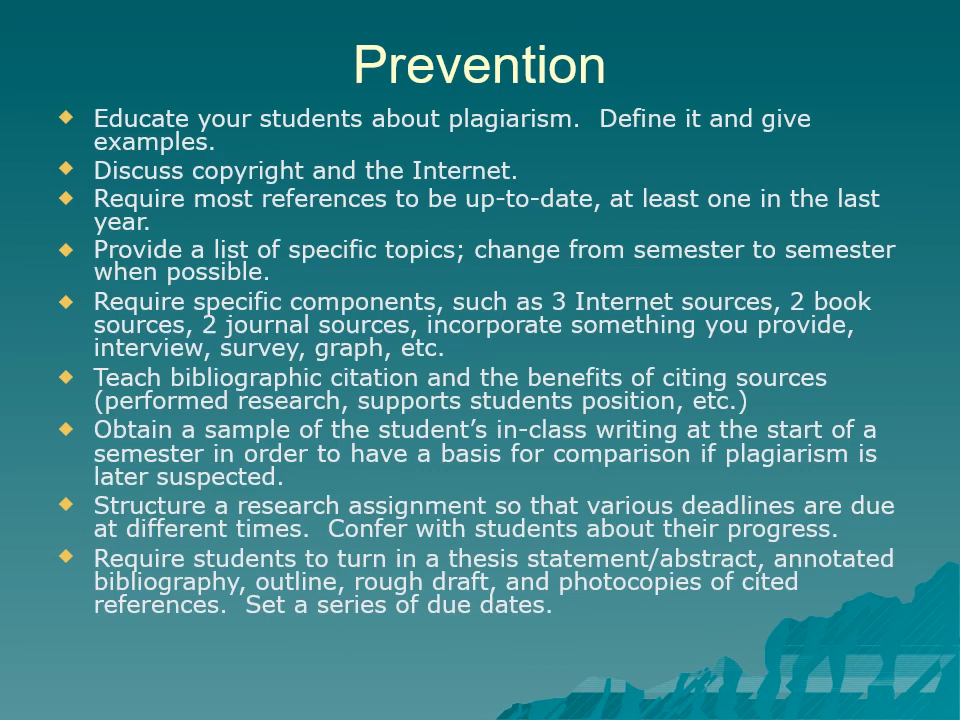 Prevention
Educate your students about plagiarism.  Define it and give
examples.
Discuss copyright and the Internet.
Require most references to be up-to-date, at least one in the last
year.
Provide a list of specific topics; change from semester to semester
when possible.
Require specific components, such as 3 Internet sources, 2 book
sources, 2 journal sources, incorporate something you provide,
interview, survey, graph, etc.
Teach bibliographic citation and the benefits of citing sources
(performed research, supports students position, etc.)
Obtain a sample of the student’s in-class writing at the start of a
semester in order to have a basis for comparison if plagiarism is
later suspected.
Structure a research assignment so that various deadlines are due
at different times.  Confer with students about their progress.
Require students to turn in a thesis statement/abstract, annotated
bibliography, outline, rough draft, and photocopies of cited
references.  Set a series of due dates.